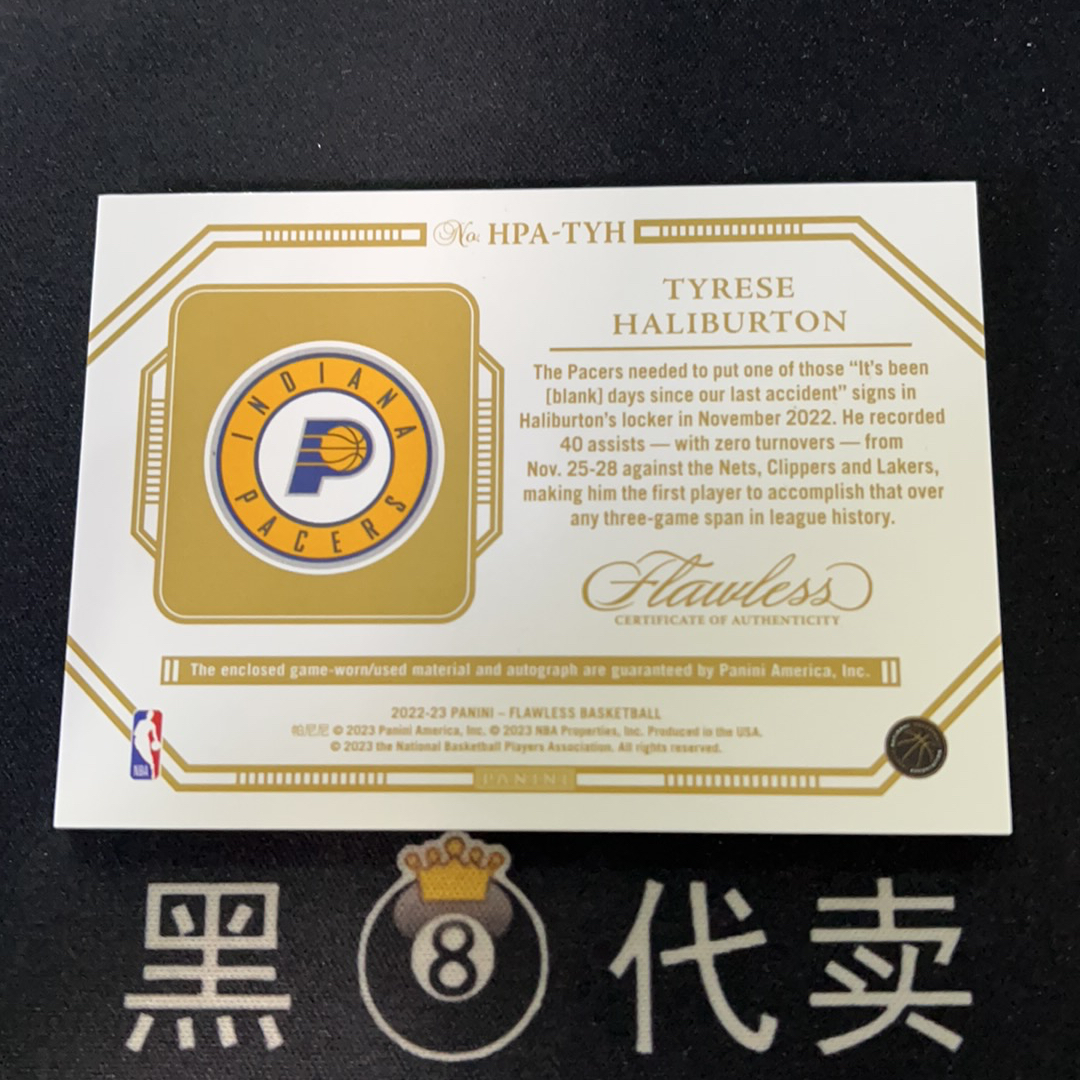 No. HPA-TYH
INDIANA
PACERS
TYRESE
HALIBURTON
The Pacers needed to put one of those “It’s been
[blank] days since our last accident” signs in
Haliburton’s locker in November 2022. He recorded
40 assists — with zero turnovers — from
Nov. 25-28 against the Nets, Clippers and Lakers,
making him the first player to accomplish that over
any three-game span in league history.
Flawless
CERTIFICATE OF AUTHENTICITY
The enclosed game-worn/used material and autograph are guaranteed by Panini America, Inc.
2022-23 PANINI – FLAWLESS BASKETBALL
帕尼尼 © 2023 Panini America, Inc. © 2023 NBA Properties, Inc. Produced in the USA.
© 2023 the National Basketball Players Association. All rights reserved.
NBA
PANINI
黑8代卖